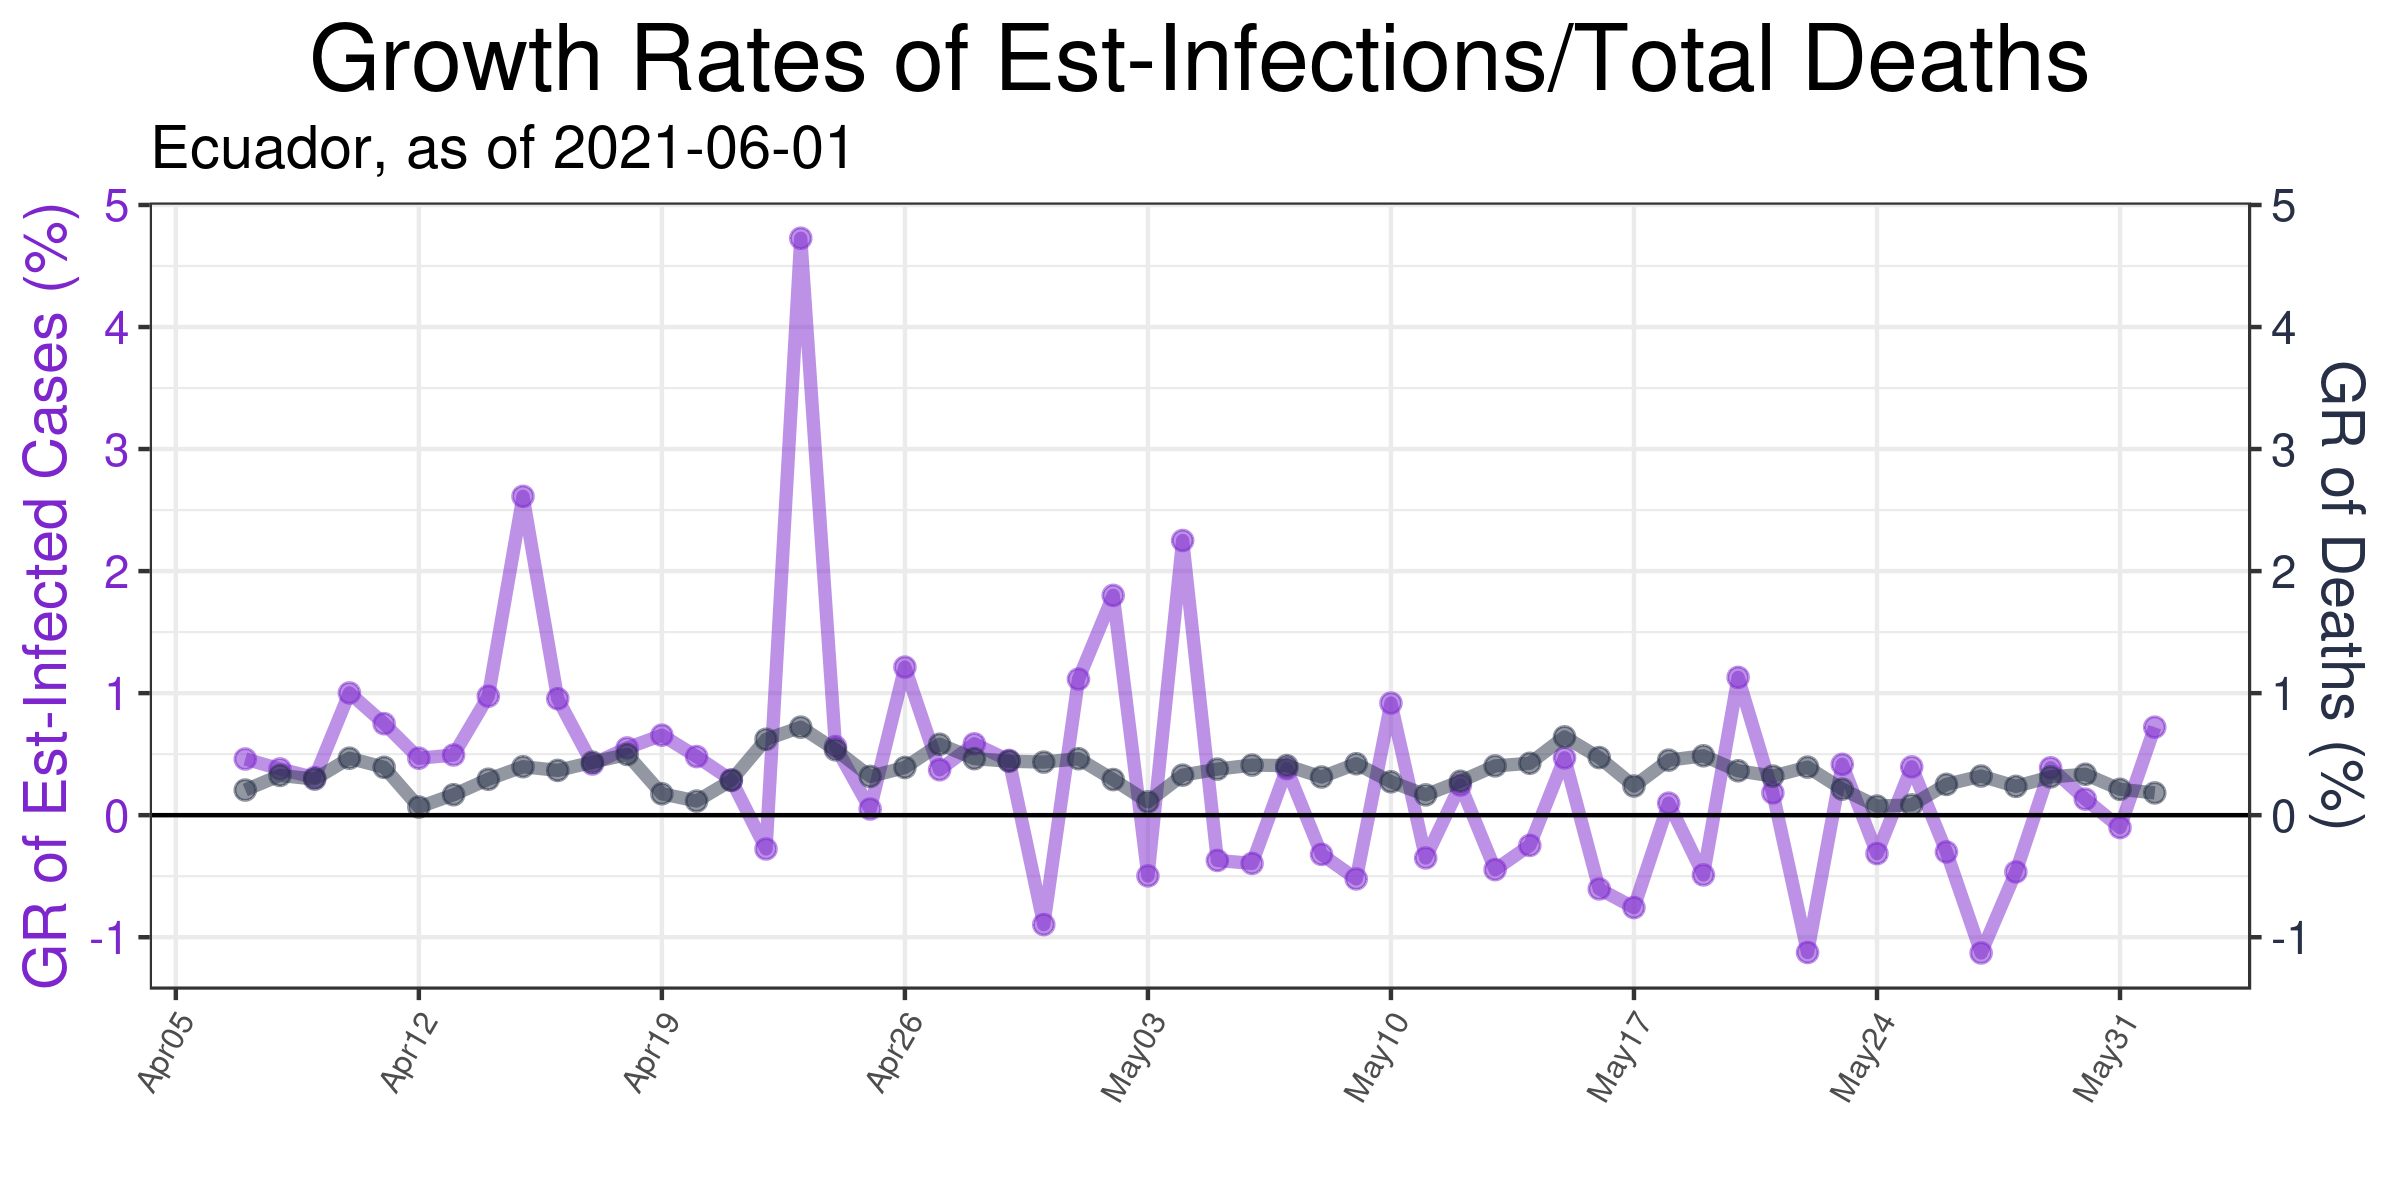 Growth Rates of Est-Infections/Total Deaths
Ecuador, as of 2021-06-01
GR of Est-Infected Cases (%)
5
4
3
2
1
0
-1
5
4
3
2
1
0
-1
GR of Deaths (%)
Apr05
Apr12
Apr19
Apr26
May03
May10
May17
May24
May31